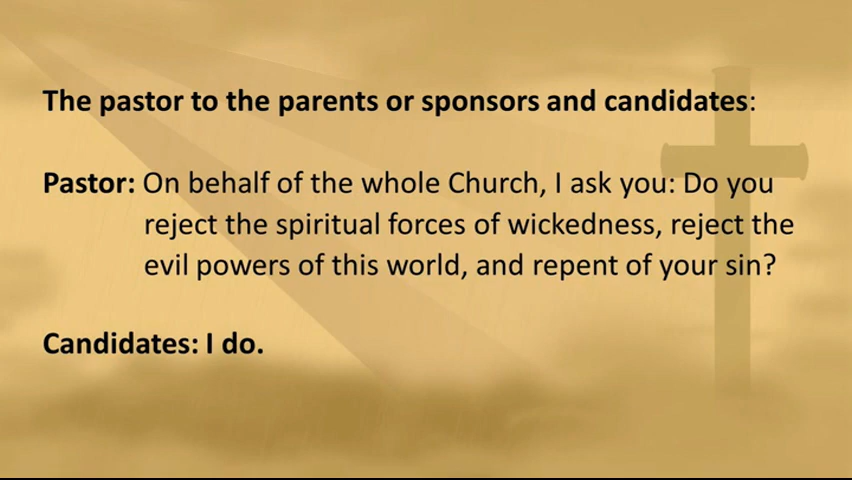 The pastor to the parents or sponsors and candidates:
Pastor: On behalf of the whole Church, I ask you: Do you
reject the spiritual forces of wickedness, reject the
evil powers of this world, and repent of your sin?
Candidates: I do.